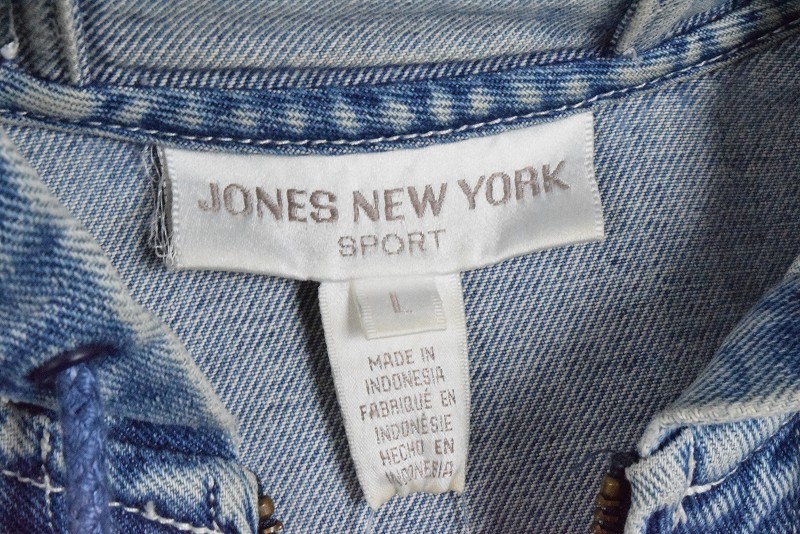 JONES NEW YORK
SPORT
L
MADE IN
INDONESIA
FABRIQUÉ EN
INDONÉSIE
HECHO EN
INDONESIA